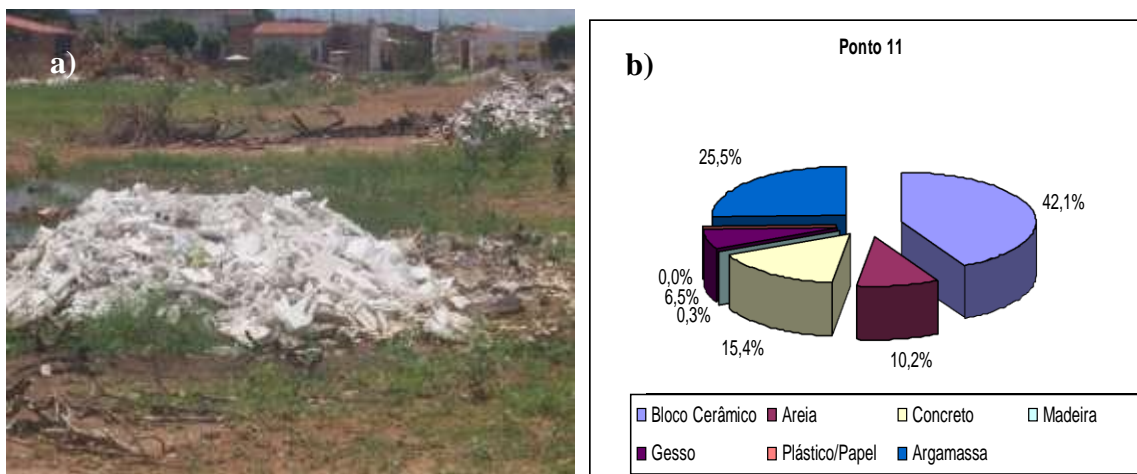 a)
b)
Ponto 11
25,5%
42,1%
0,0%
6,5%
0,3%
15,4%
10,2%
Bloco Cerâmico Areia Concreto Madeira
Gesso Plástico/Papel Argamassa